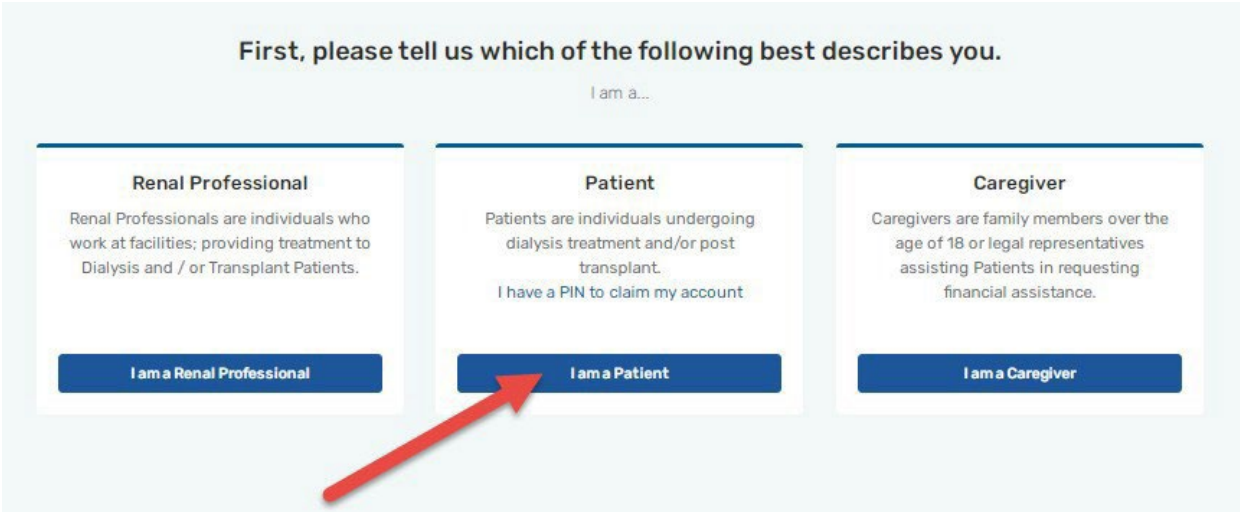 First, please tell us which of the following best describes you.
I am a...
Renal Professional
Renal Professionals are individuals who
work at facilities; providing treatment to
Dialysis and / or Transplant Patients.
I am a Renal Professional
Patient
Patients are individuals undergoing
dialysis treatment and/or post
transplant.
I have a PIN to claim my account
I am a Patient
Caregiver
Caregivers are family members over the
age of 18 or legal representatives
assisting Patients in requesting
financial assistance.
I am a Caregiver